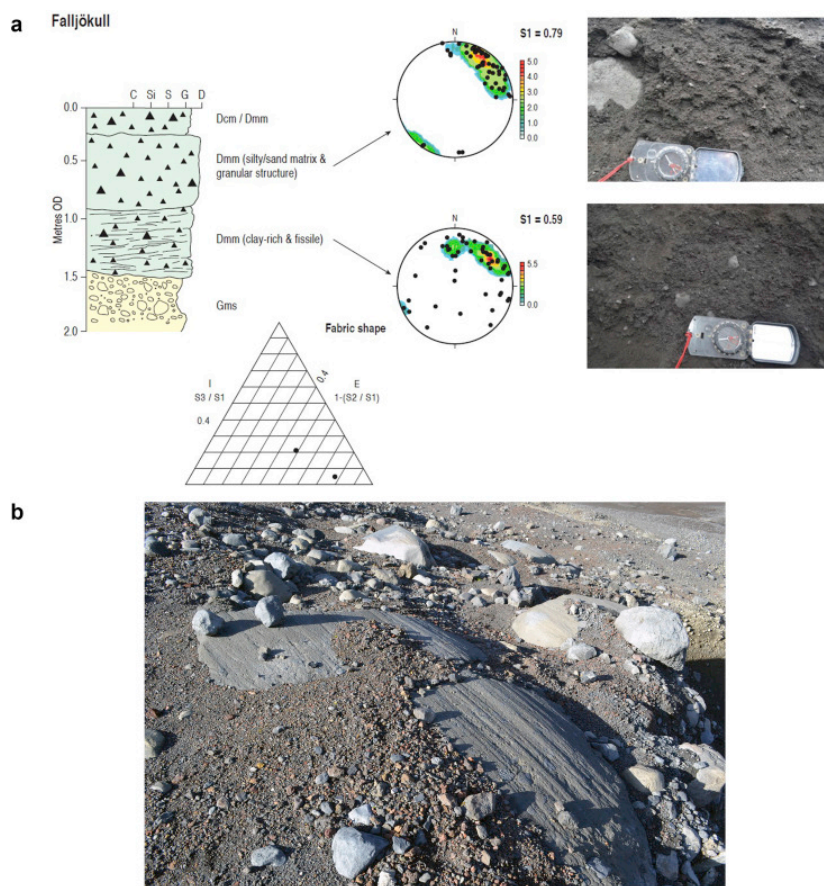 Falljökull
a
C Si S G D
0.0
0.5
1.0
1.5
2.0
Metres OD
Dcm / Dmm
Dmm (silty/sand matrix &
granular structure)
Dmm (clay-rich & fissile)
Gms
N
S1 = 0.79
5.0
4.0
3.0
2.0
1.0
0.0
N
S1 = 0.59
5.5
0.0
Fabric shape
I
S3 / S1
0.4
0.4
E
1-(S2 / S1)
b